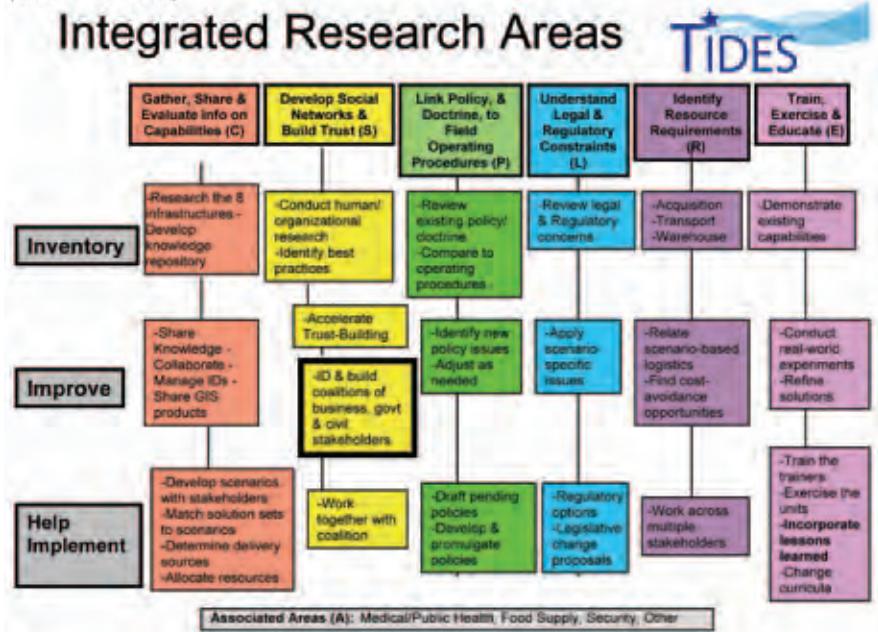 Integrated Research Areas
TIDES
Gather, Share &
Evaluate info on
Capabilities (C)
Develop Social
Networks &
Build Trust (S)
Link Policy, &
Doctrine, to
Field
Operating
Procedures (P)
Understand
Legal &
Regulatory
Constraints
(L)
Identify
Resource
Requirements
(R)
Train,
Exercise &
Educate (E)
Inventory
-Research the 8
infrastructures -
Develop
knowledge
repository
-Conduct human/
organizational
research
-Identify best
practices
-Review
existing policy/
doctrine
-Compare to
operating
procedures -
-Review legal
& Regulatory
concerns
-Acquisition
-Transport
-Warehouse
-Demonstrate
existing
capabilities
Improve
-Share
Knowledge -
Collaborate -
Manage IDs -
Share GIS
products
-Accelerate
Trust-Building
-ID & build
coalitions of
business, govt
& civil
stakeholders
-Identify new
policy issues
-Adjust as
needed
-Apply
scenario-
specific
issues
-Relate
scenario-based
logistics
-Find cost-
avoidance
opportunities
-Conduct
real-world
experiments
-Refine
solutions
Help
Implement
-Develop scenarios
with stakeholders
-Match solution sets
to scenarios
-Determine delivery
sources
-Allocate resources
-Work
together with
coalition
-Draft pending
policies
-Develop &
promulgate
policies
-Regulatory
options
-Legislative
change
proposals
-Work across
multiple
stakeholders
-Train the
trainers
-Exercise the
units
-Incorporate
lessons
learned
-Change
curricula
Associated Areas (A): Medical/Public Health, Food Supply, Security, Other